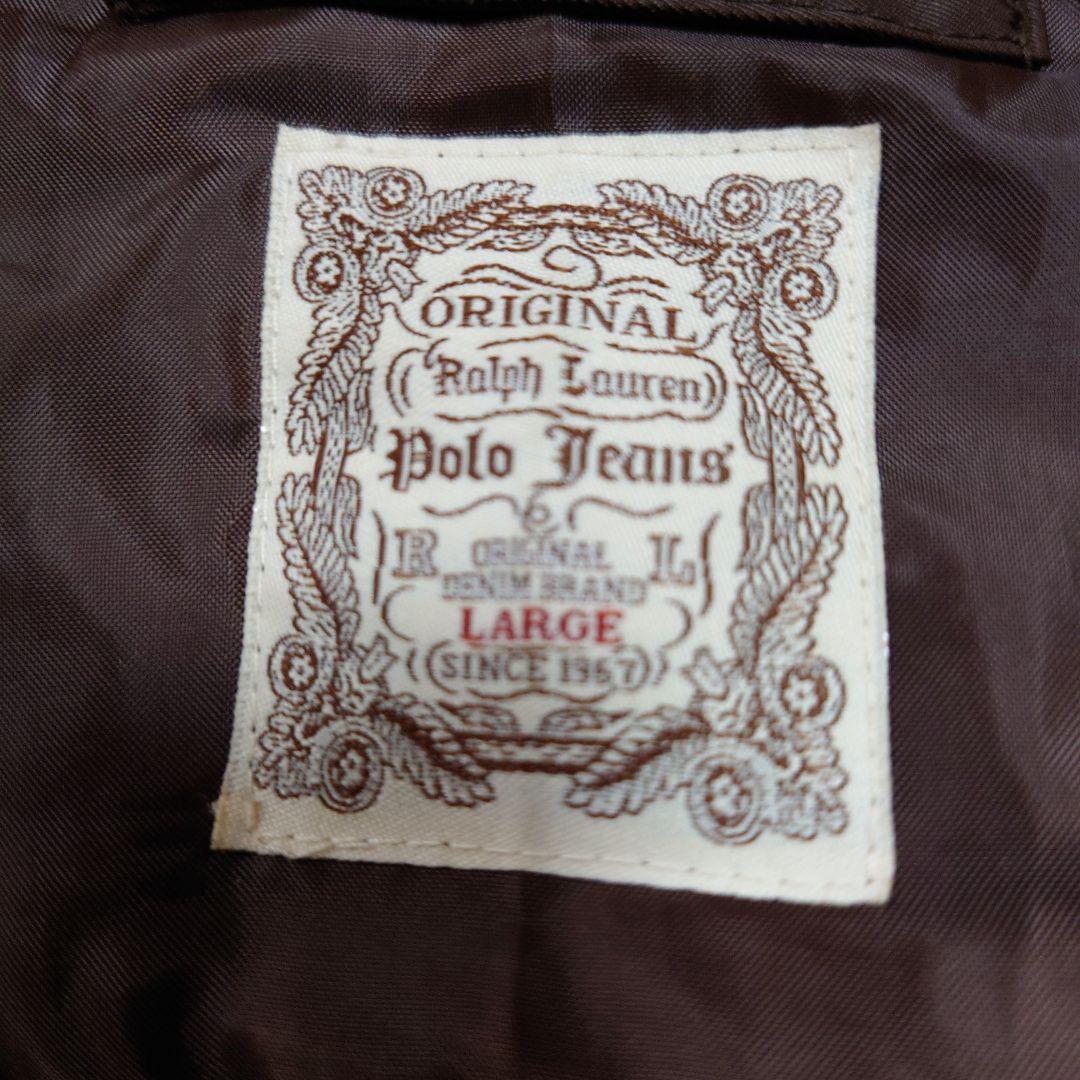 ORIGINAL
Ralph Lauren
Polo Jeans
R L
ORIGINAL
DENIM BRAND
LARGE
SINCE 1967